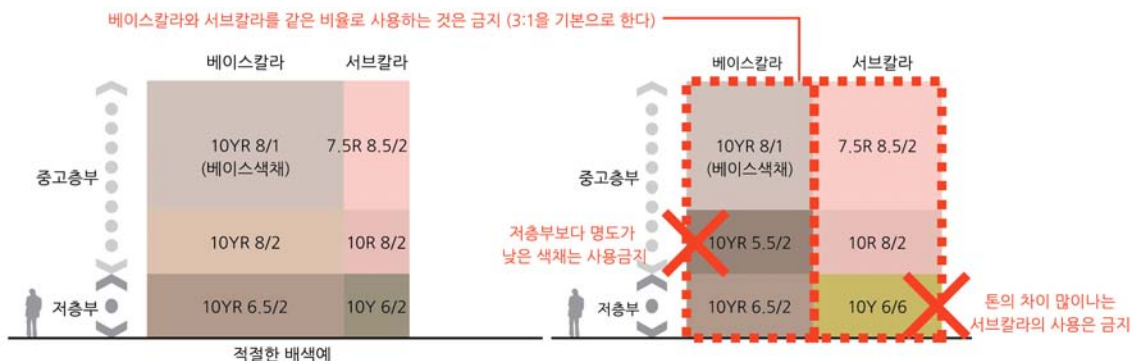 베이스칼라와 서브칼라를 같은 비율로 사용하는 것은 금지 (3:1을 기본으로 한다)
베이스칼라 서브칼라
중고층부
10YR 8/1
(베이스색채)
7.5R 8.5/2
10YR 8/2
10R 8/2
저층부
10YR 6.5/2
10Y 6/2
적절한 배색예
베이스칼라 서브칼라
중고층부
10YR 8/1
(베이스색채)
7.5R 8.5/2
저층부보다 명도가
낮은 색채는 사용금지
10YR 5.5/2
10R 8/2
저층부
10YR 6.5/2
10Y 6/6
톤의 차이 많이나는
서브칼라의 사용은 금지